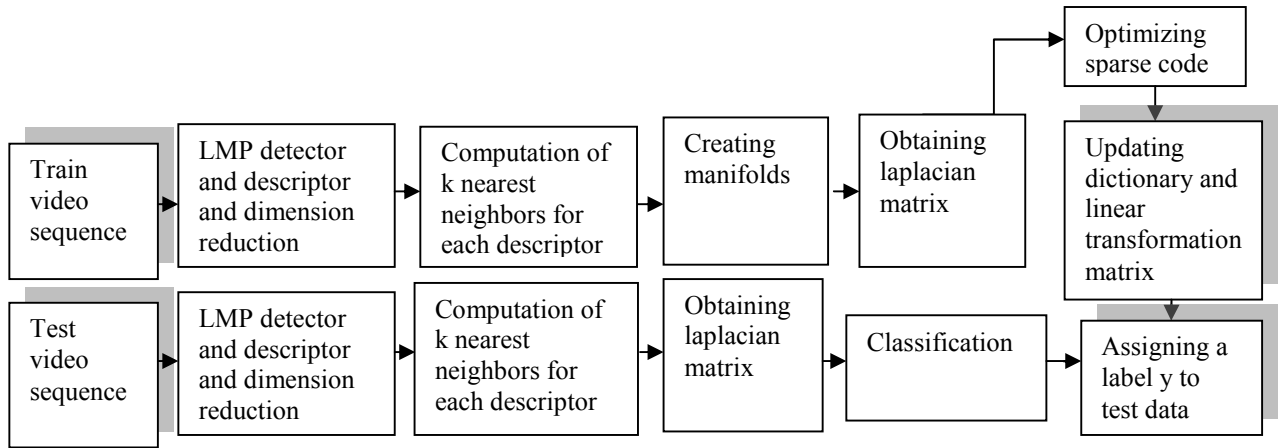 Optimizing
sparse code
Train
video
sequence
LMP detector
and descriptor
and dimension
reduction
Computation of
k nearest
neighbors for
each descriptor
Creating
manifolds
Obtaining
laplacian
matrix
Updating
dictionary and
linear
transformation
matrix
Test
video
sequence
LMP detector
and descriptor
and dimension
reduction
Computation of
k nearest
neighbors for
each descriptor
Obtaining
laplacian
matrix
Classification
Assigning a
label y to
test data